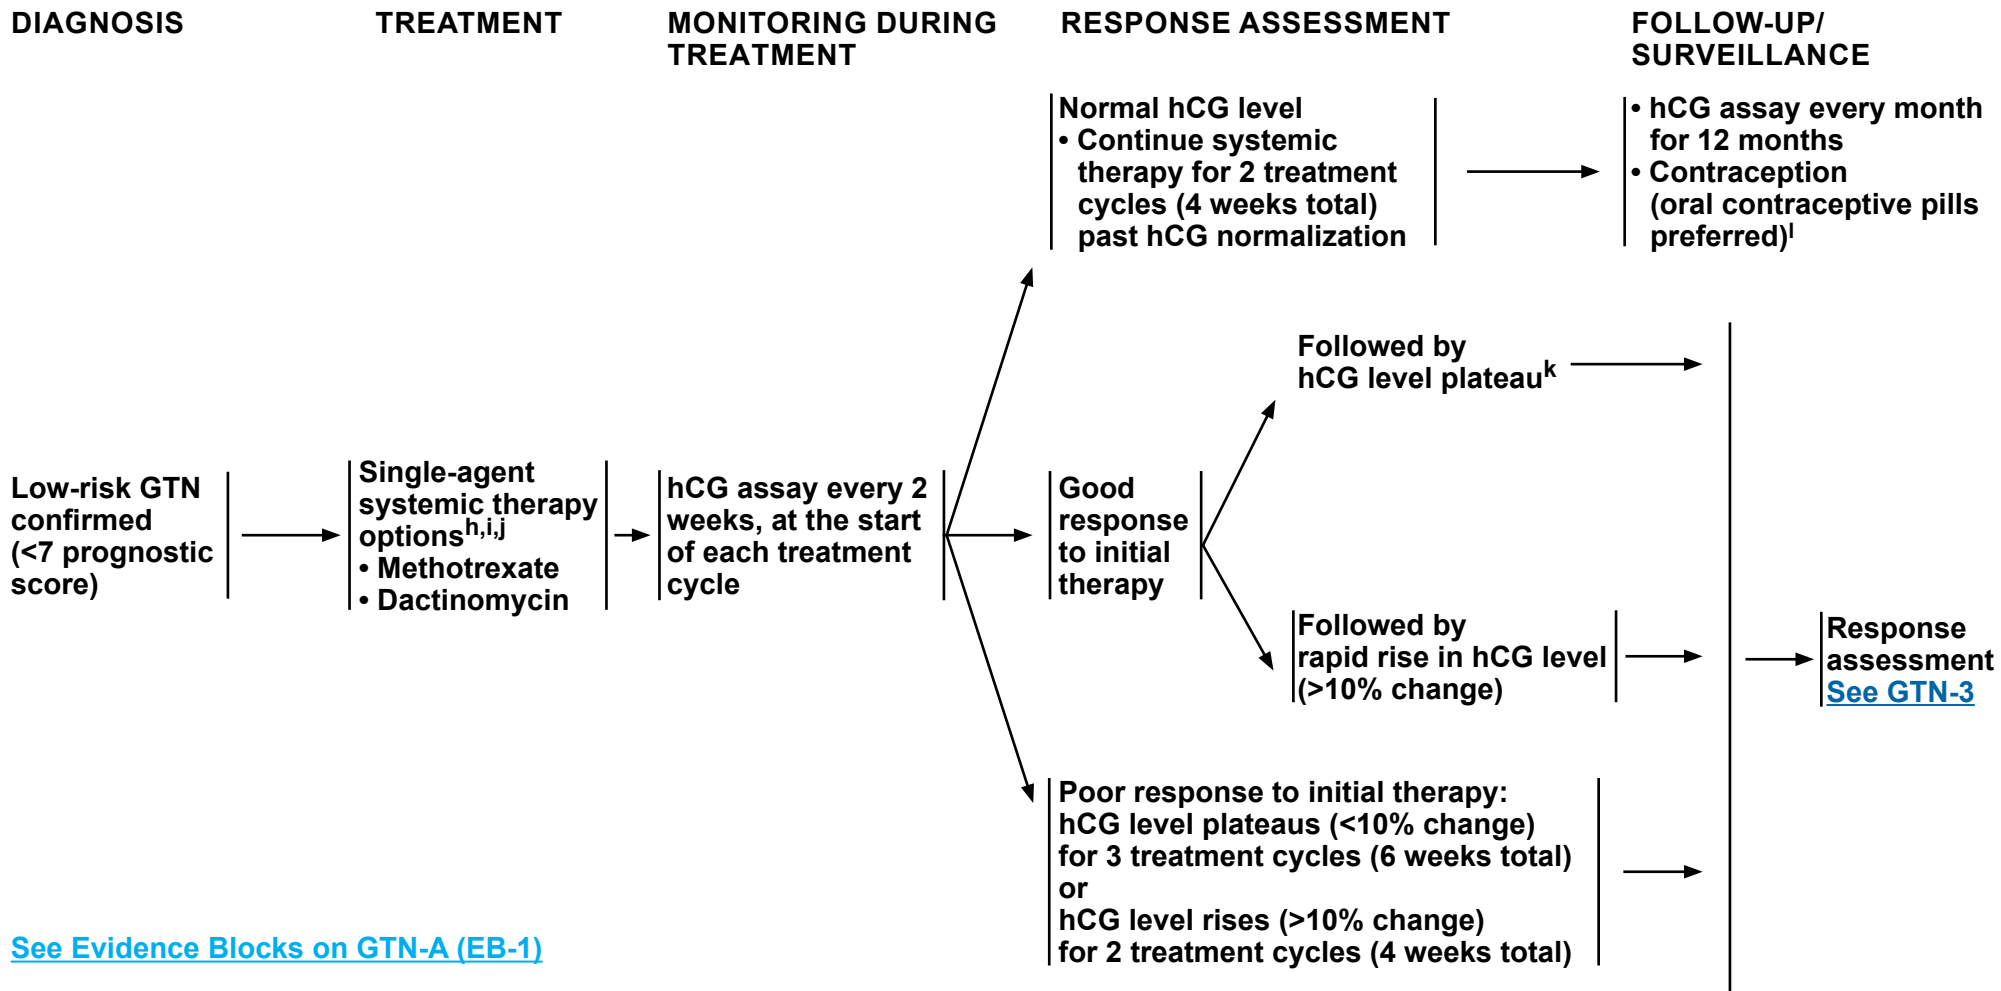 DIAGNOSIS
TREATMENT
MONITORING DURING
TREATMENT
RESPONSE ASSESSMENT
FOLLOW-UP/
SURVEILLANCE
Low-risk GTN
confirmed
(<7 prognostic
score)
Single-agent
systemic therapy
options^h,i,j
• Methotrexate
• Dactinomycin
hCG assay every 2
weeks, at the start
of each treatment
cycle
Normal hCG level
• Continue systemic
therapy for 2 treatment
cycles (4 weeks total)
past hCG normalization
• hCG assay every month
for 12 months
• Contraception
(oral contraceptive pills
preferred)^l
Good
response
to initial
therapy
Followed by
hCG level plateau^k
Followed by
rapid rise in hCG level
(>10% change)
Poor response to initial therapy:
hCG level plateaus (<10% change)
for 3 treatment cycles (6 weeks total)
or
hCG level rises (>10% change)
for 2 treatment cycles (4 weeks total)
Response
assessment
See GTN-3
See Evidence Blocks on GTN-A (EB-1)